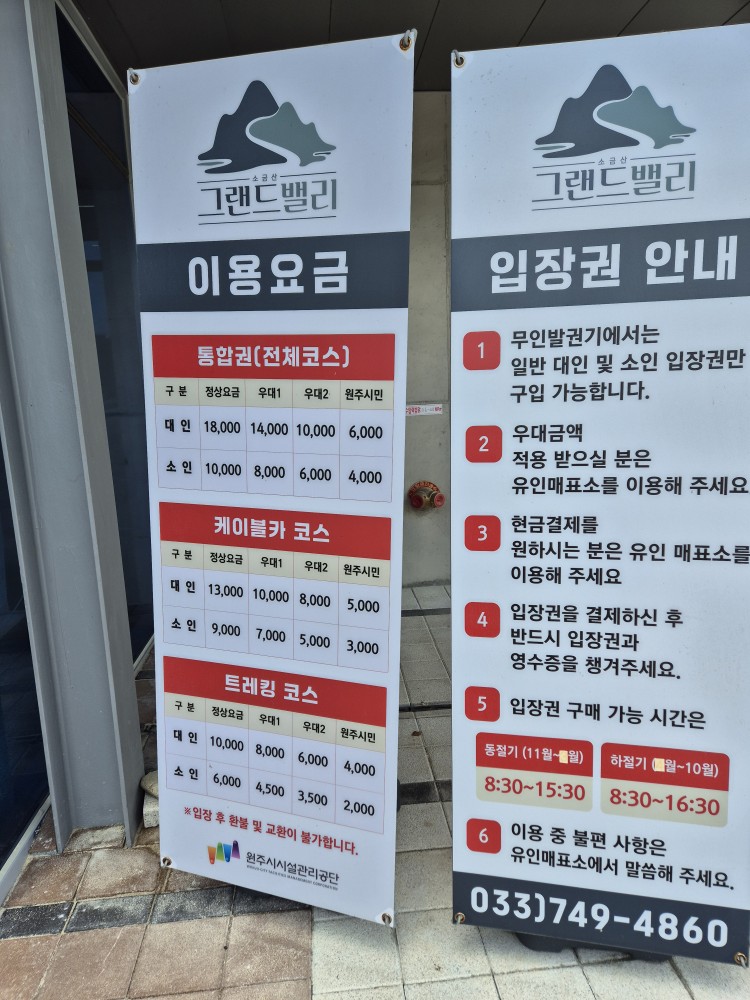 소금산
그랜드밸리
이용요금
통합권(전체코스)
구 분 정상요금 우대1 우대2 원주시민
대 인 18,000 14,000 10,000 6,000
소 인 10,000 8,000 6,000 4,000
케이블카 코스
구 분 정상요금 우대1 우대2 원주시민
대 인 13,000 10,000 8,000 5,000
소 인 9,000 7,000 5,000 3,000
트레킹 코스
구 분 정상요금 우대1 우대2 원주시민
대 인 10,000 8,000 6,000 4,000
소 인 6,000 4,500 3,500 2,000
※입장 후 환불 및 교환이 불가합니다.
원주시시설관리공단
소금산
그랜드밸리
입장권 안내
1 무인발권기에서는
일반 대인 및 소인 입장권만
구입 가능합니다.
2 우대금액
적용 받으실 분은
유인매표소를 이용해 주세요
3 현금결제를
원하시는 분은 유인 매표소를
이용해 주세요
4 입장권을 결제하신 후
반드시 입장권과
영수증을 챙겨주세요.
5 입장권 구매 가능 시간은
동절기 (11월~월)
8:30~15:30
하절기 (월~10월)
8:30~16:30
6 이용 중 불편 사항은
유인매표소에서 말씀해 주세요.
033)749-4860